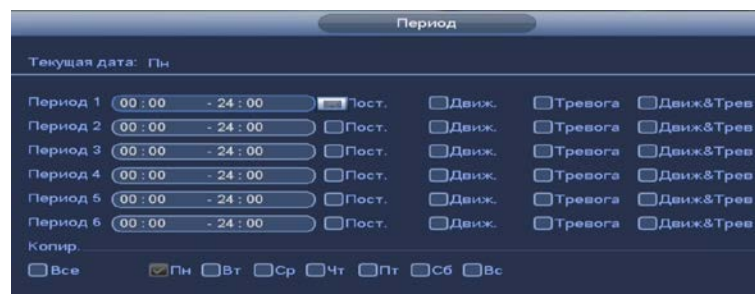 Период
Текущая дата: Пн
Период 1 00 : 00 - 24 : 00 Пост. Движ. Тревога Движ&Трев
Период 2 00 : 00 - 24 : 00 Пост. Движ. Тревога Движ&Трев
Период 3 00 : 00 - 24 : 00 Пост. Движ. Тревога Движ&Трев
Период 4 00 : 00 - 24 : 00 Пост. Движ. Тревога Движ&Трев
Период 5 00 : 00 - 24 : 00 Пост. Движ. Тревога Движ&Трев
Период 6 00 : 00 - 24 : 00 Пост. Движ. Тревога Движ&Трев
Копир.
Все Пн Вт Ср Чт Пт Сб Вс